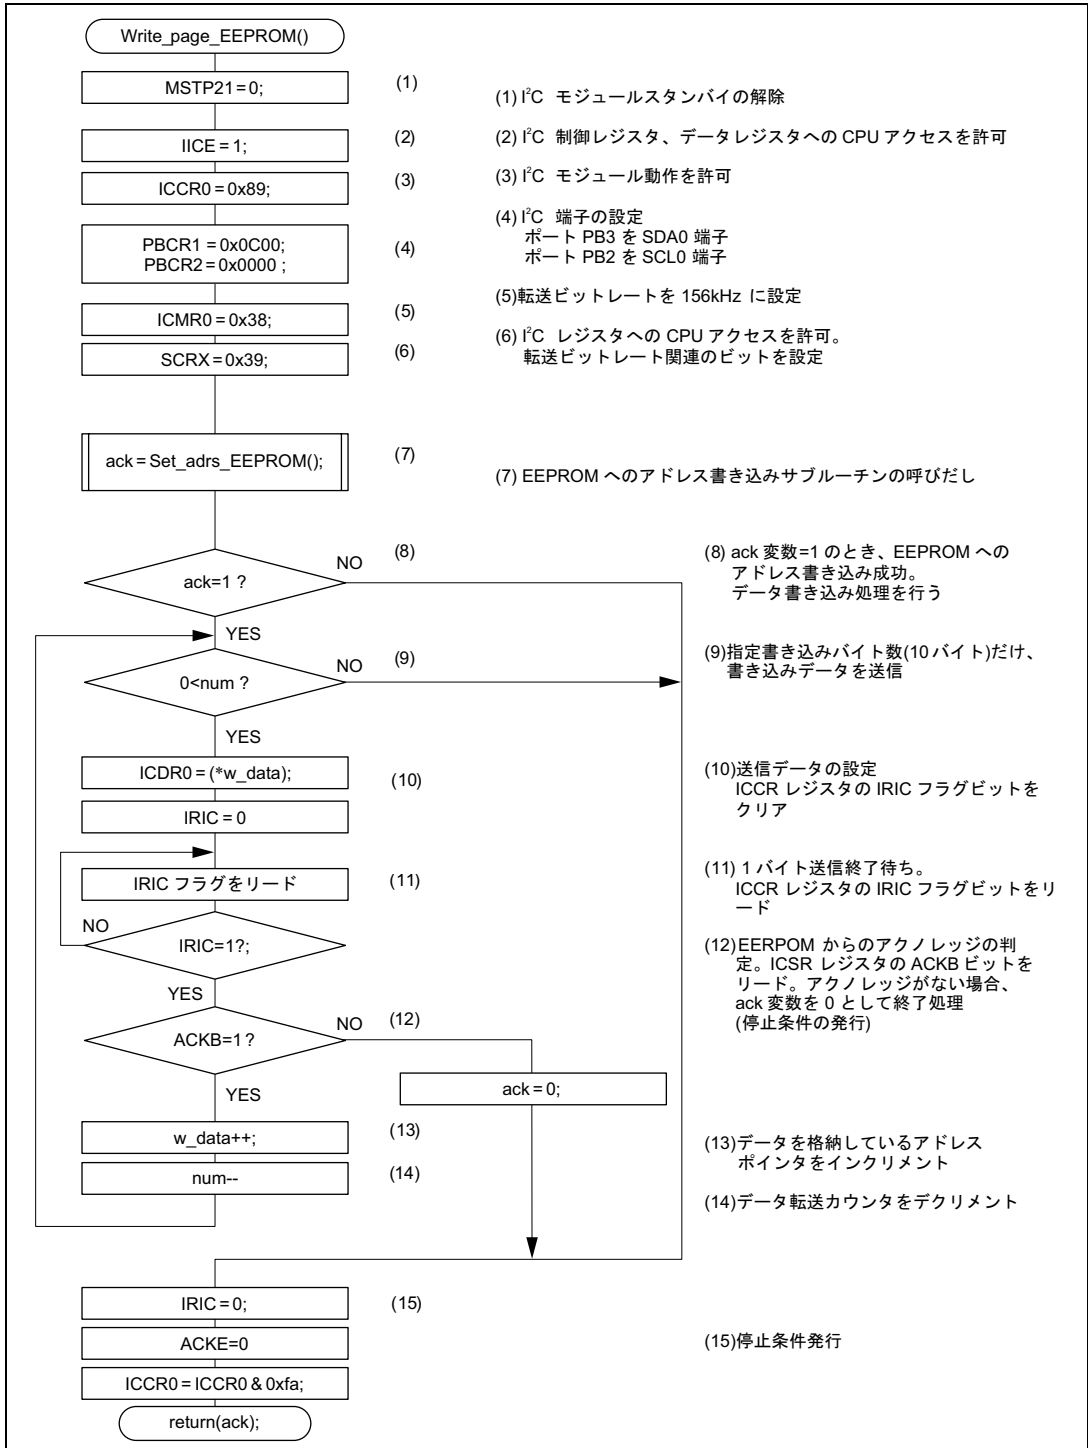 Write_page_EEPROM()
MSTP21=0;
(1)
(1) I²C モジュールスタンバイの解除
IICE = 1;
(2)
(2) I²C 制御レジスタ、データレジスタへの CPU アクセスを許可
ICCR0 = 0x89;
(3)
(3) I²C モジュール動作を許可
PBCR1 = 0x0C00;
PBCR2 = 0x0000 ;
(4)
(4) I²C 端子の設定
ポート PB3 を SDA0 端子
ポート PB2 を SCL0 端子
ICMR0 = 0x38;
(5)
(5)転送ビットレートを 156kHz に設定
SCRX = 0x39;
(6)
(6) I²C レジスタへの CPU アクセスを許可。
転送ビットレート関連のビットを設定
ack = Set_adrs_EEPROM();
(7)
(7) EEPROM へのアドレス書き込みサブルーチンの呼びだし
ack=1 ?
NO
(8)
(8) ack 変数=1 のとき、EEPROM への
アドレス書き込み成功。
データ書き込み処理を行う
YES
0<num ?
NO
(9)
(9)指定書き込みバイト数(10 バイト)だけ、
書き込みデータを送信
YES
ICDR0 = (*w_data);
(10)
(10)送信データの設定
ICCR レジスタの IRIC フラグビットを
クリア
IRIC = 0
IRIC フラグをリード
(11)
(11) 1 バイト送信終了待ち。
ICCR レジスタの IRIC フラグビットをリ
ード
NO
IRIC=1?;
YES
(12)EERPOM からのアクノレッジの判
定。ICSR レジスタの ACKB ビットを
リード。アクノレッジがない場合、
ack 変数を 0 として終了処理
(停止条件の発行)
ACKB=1 ?
NO
(12)
ack = 0;
YES
w_data++;
(13)
(13)データを格納しているアドレス
ポインタをインクリメント
num--
(14)
(14)データ転送カウンタをデクリメント
IRIC = 0;
(15)
ACKE=0
(15)停止条件発行
ICCR0 = ICCR0 & 0xfa;
return(ack);